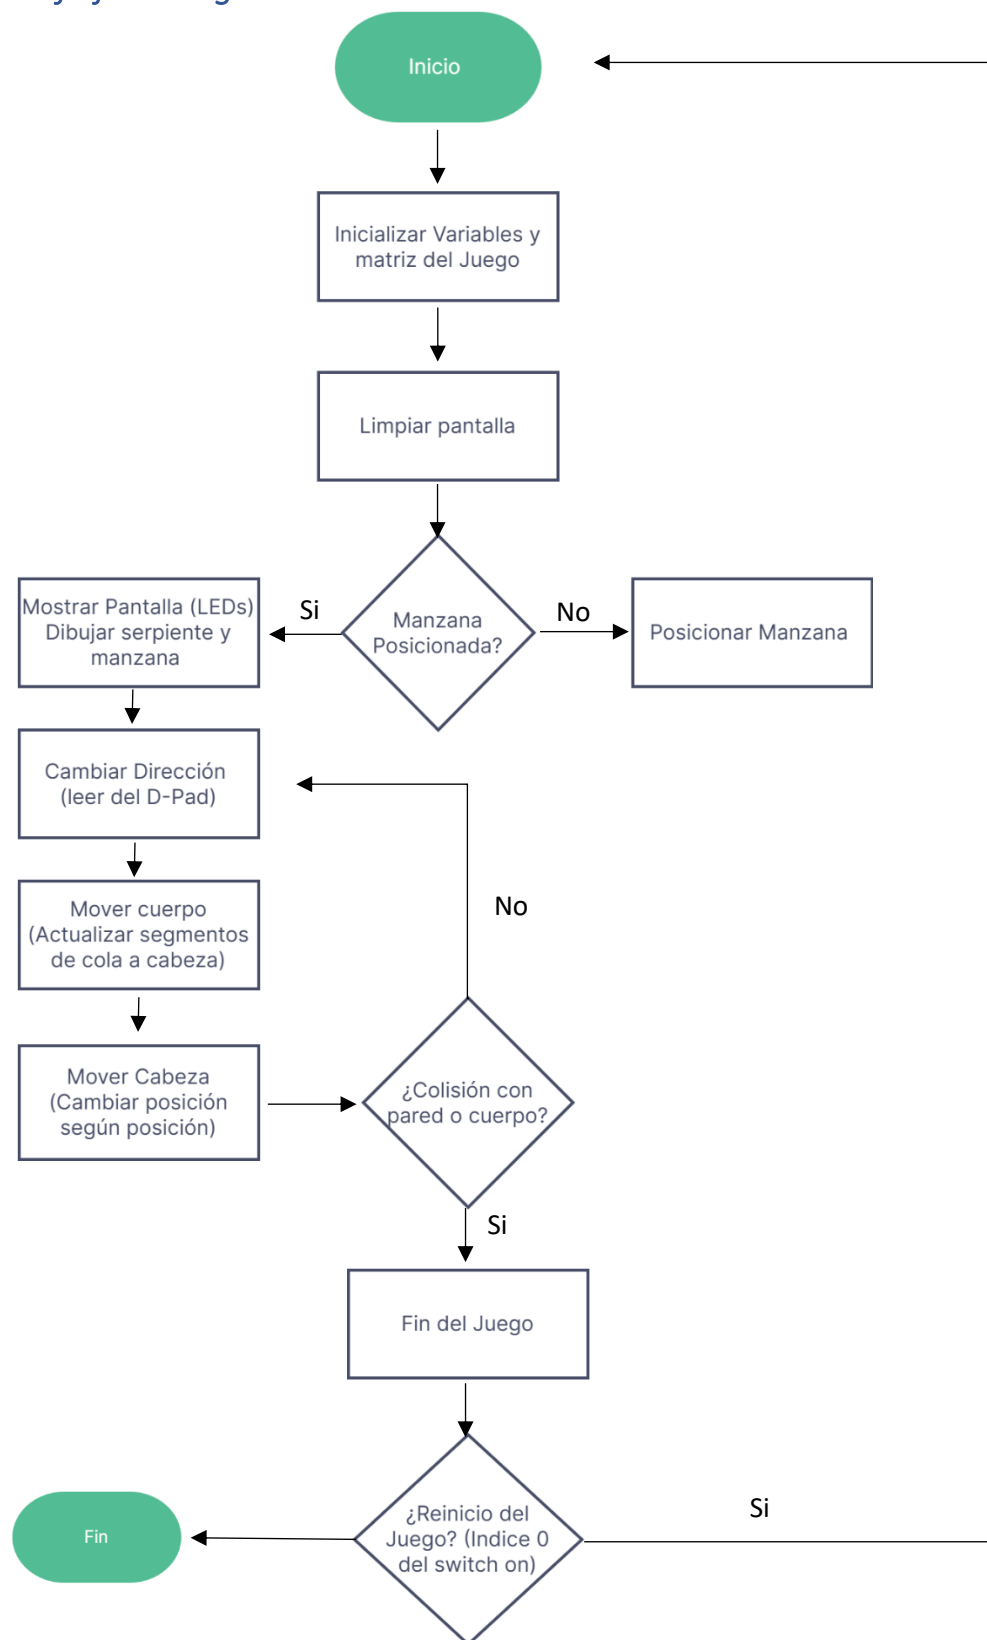 Inicio
Inicializar Variables y
matriz del Juego
Limpiar pantalla
Manzana
Posicionada?
Si
No
Mostrar Pantalla (LEDs)
Dibujar serpiente y
manzana
Posicionar Manzana
Cambiar Dirección
(leer del D-Pad)
Mover cuerpo
(Actualizar segmentos
de cola a cabeza)
No
Mover Cabeza
(Cambiar posición
según posición)
¿Colisión con
pared o cuerpo?
Si
Fin del Juego
¿Reinicio del
Juego? (Indice 0
del switch on)
Si
Fin